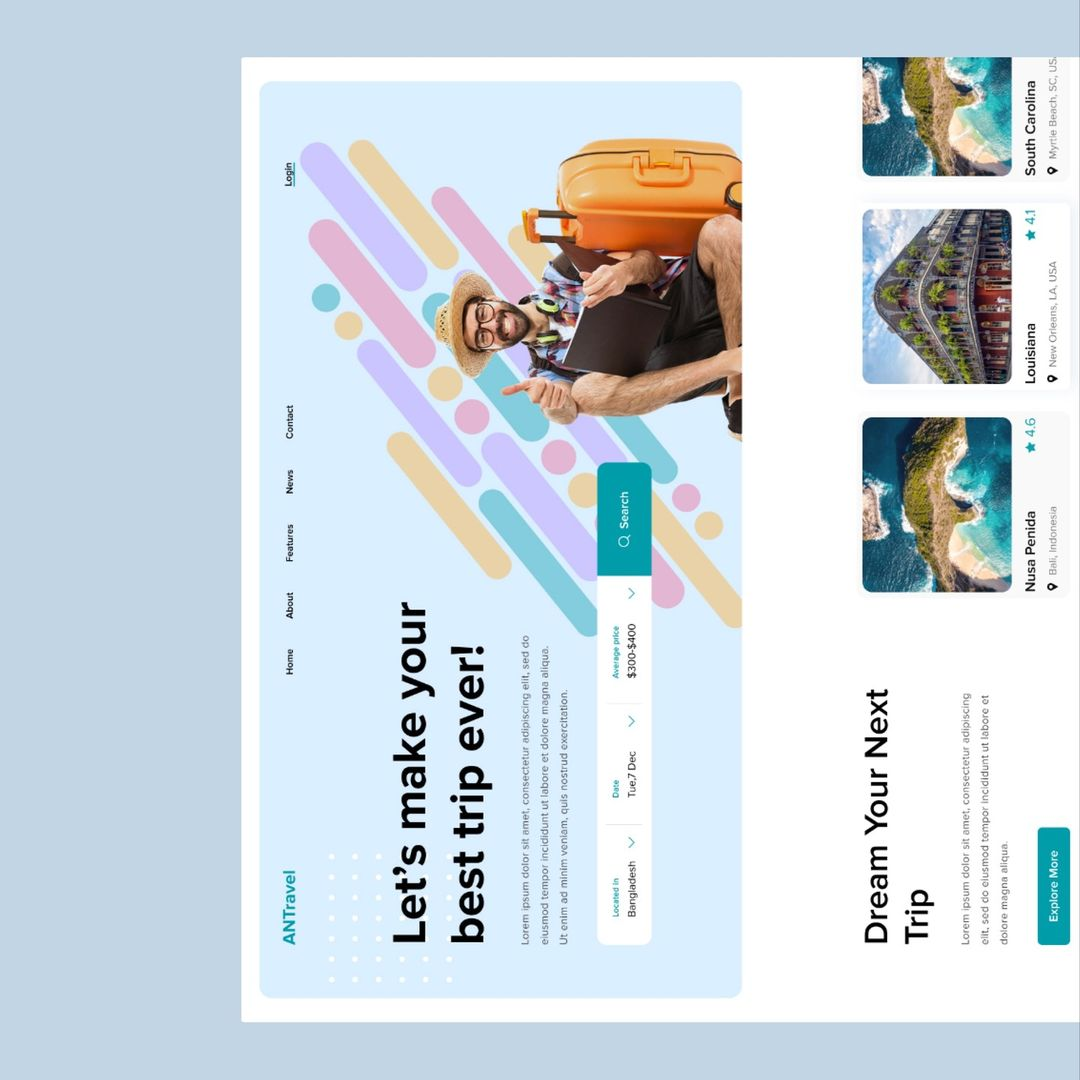 ANTravel
Home
About
Features
News
Contact
Login
Let's make your
best trip ever!
Lorem ipsum dolor sit amet, consectetur adipiscing elit, sed do
eiusmod tempor incididunt ut labore et dolore magna aliqua.
Ut enim ad minim veniam, quis nostrud exercitation.
Located in
Bangladesh
Date
Tue,7 Dec
Average price
$300-$400
Search
Dream Your Next
Trip
Lorem ipsum dolor sit amet, consectetur adipiscing
elit, sed do eiusmod tempor incididunt ut labore et
dolore magna aliqua.
Explore More
Nusa Penida
4.6
Bali, Indonesia
Louisiana
4.1
New Orleans, LA, USA
South Carolina
Myrtle Beach, SC, USA